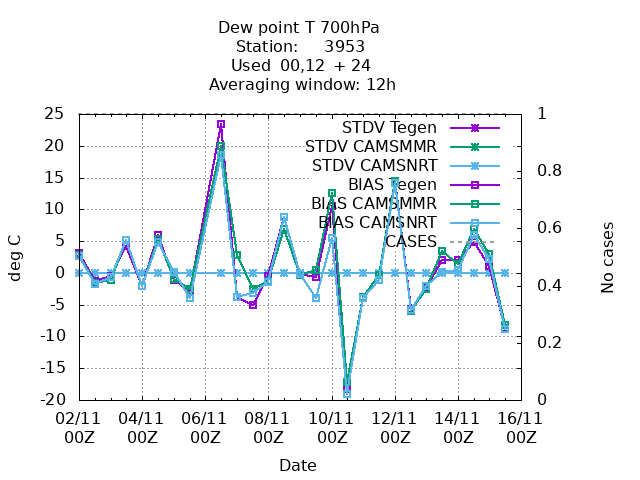 Dew point T 700hPa
Station: 3953
Used 00,12 + 24
Averaging window: 12h
25
20
15
10
5
0
-5
-10
-15
-20
deg C
1
0.8
0.6
0.4
0.2
0
No cases
STDV Tegen
STDV CAMSMMR
STDV CAMSNRT
BIAS Tegen
BIAS CAMSMMR
BIAS CAMSNRT
CASES
02/11 04/11 06/11 08/11 10/11 12/11 14/11 16/11
00Z 00Z 00Z 00Z 00Z 00Z 00Z 00Z
Date